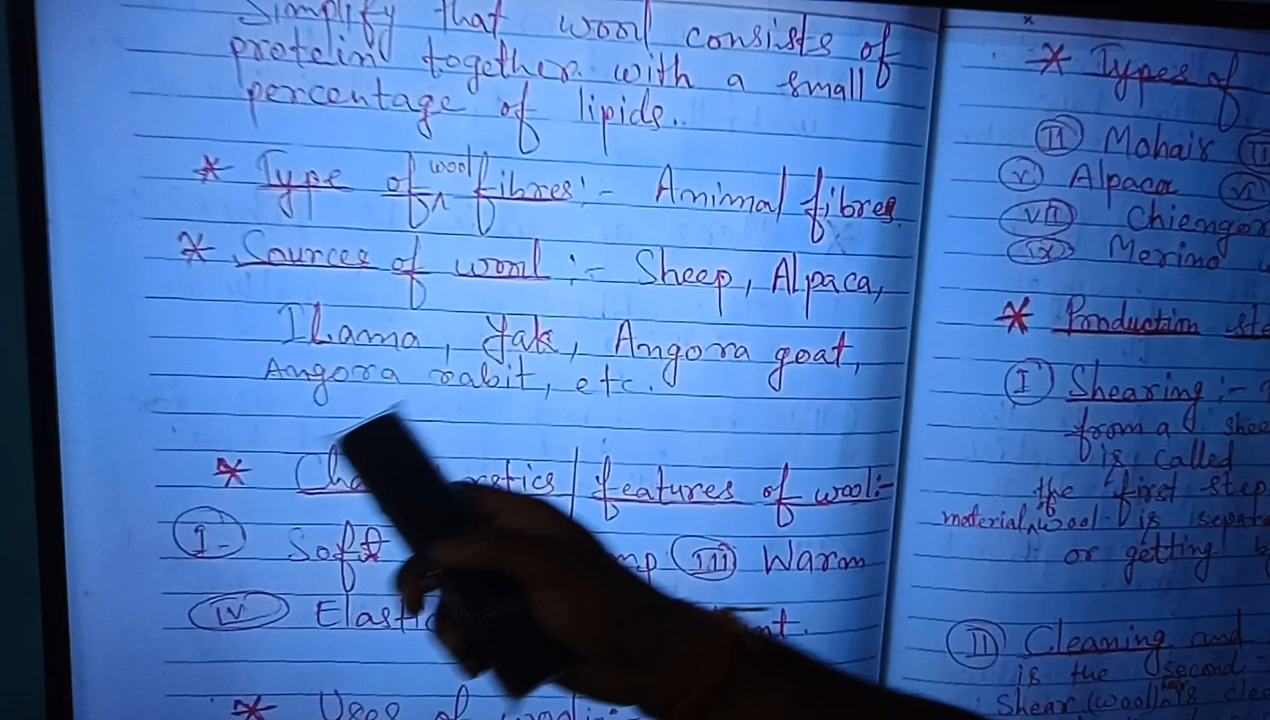 Simplify that wool consists of
protein together with a small
percentage of lipids.
* Type of wool fibres:- Animal fibres.
* Sources of wool :- Sheep, Alpaca,
Llama, Yak, Angora goat,
Angora rabit, etc.
* features of wool:-
I Soft III Warm
IV
* Uses of
* Types of
II Mohair
V Alpaca VI
VII Chiengor
IX Merino
* Production ste
I Shearing :-
from a shee
is called
the first step
material, wool is separa
or getting
II Cleaning and
is the second
Shear (wool) is clea